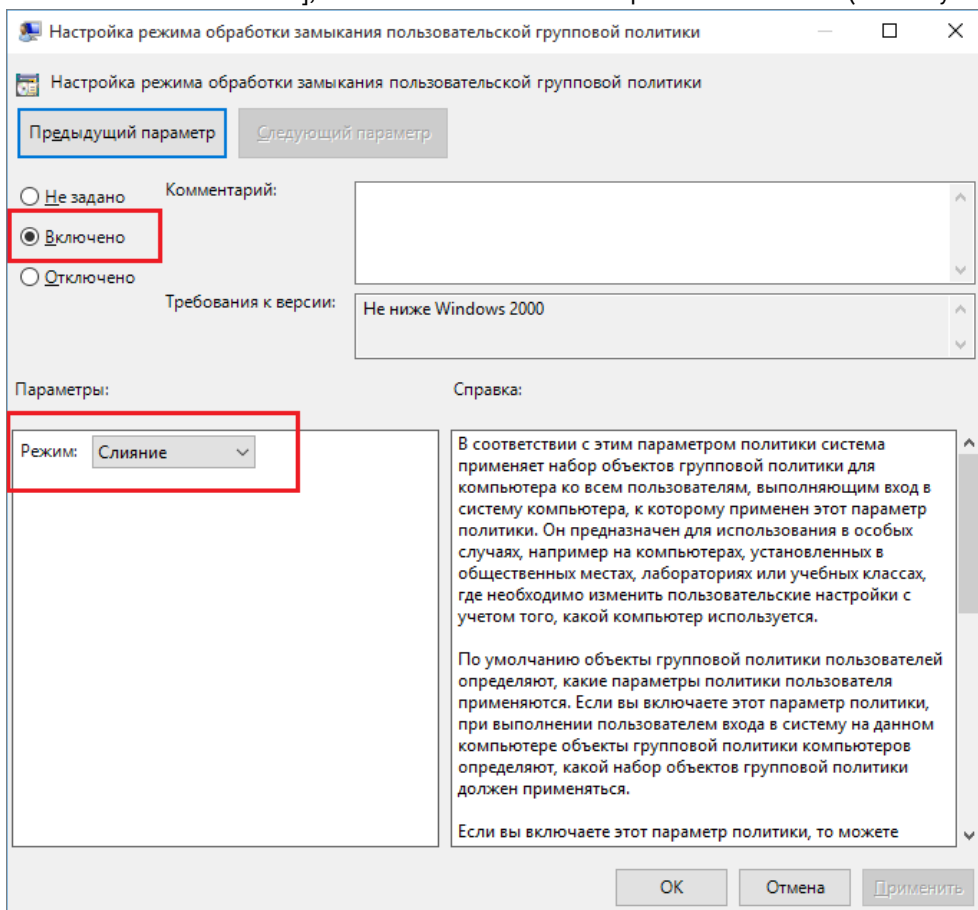 Настройка режима обработки замыкания пользовательской групповой политики
Настройка режима обработки замыкания пользовательской групповой политики
Предыдущий параметр
Следующий параметр
Не задано
Комментарий:
Включено
Отключено
Требования к версии:
Не ниже Windows 2000
Параметры:
Справка:
Режим:
Слияние
В соответствии с этим параметром политики система
применяет набор объектов групповой политики для
компьютера ко всем пользователям, выполняющим вход в
систему компьютера, к которому применен этот параметр
политики. Он предназначен для использования в особых
случаях, например на компьютерах, установленных в
общественных местах, лабораториях или учебных классах,
где необходимо изменить пользовательские настройки с
учетом того, какой компьютер используется.
По умолчанию объекты групповой политики пользователей
определяют, какие параметры политики пользователя
применяются. Если вы включаете этот параметр политики,
при выполнении пользователем входа в систему на данном
компьютере объекты групповой политики компьютеров
определяют, какой набор объектов групповой политики
должен применяться.
Если вы включаете этот параметр политики, то можете
ОК
Отмена
Применить